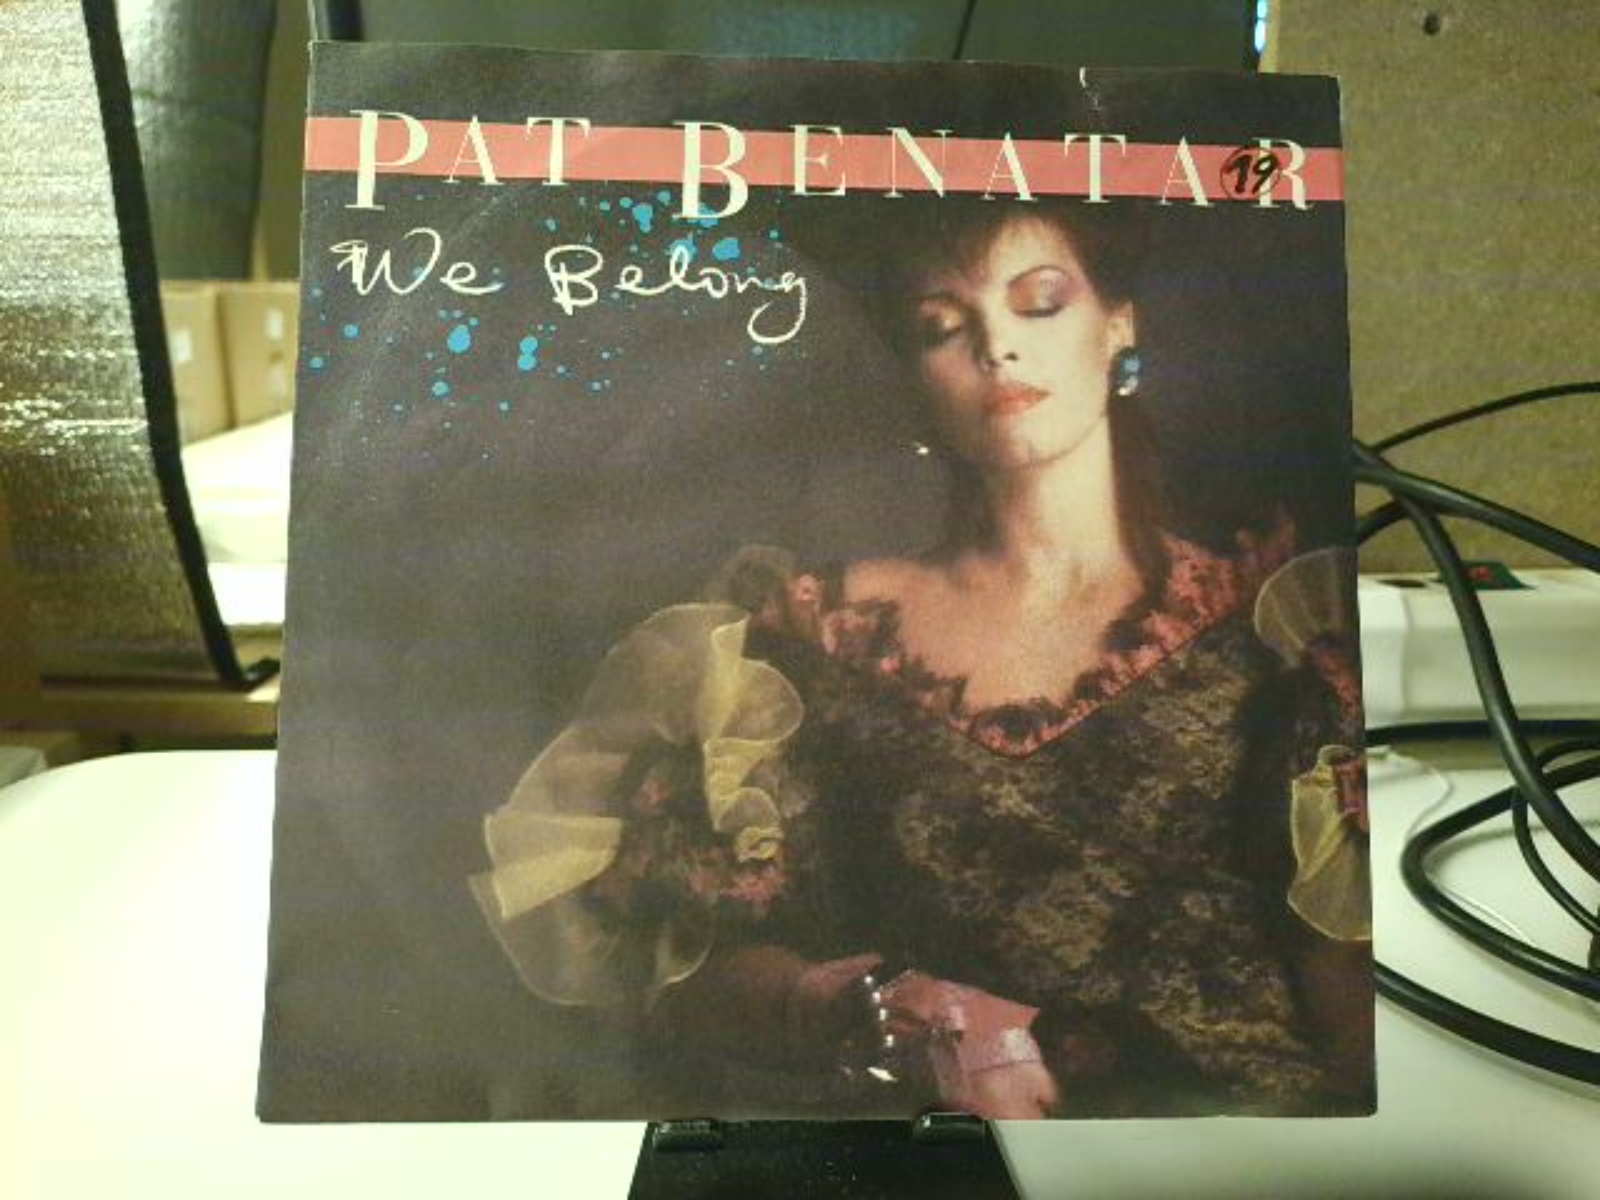 PAT BENATAR
19
We Belong